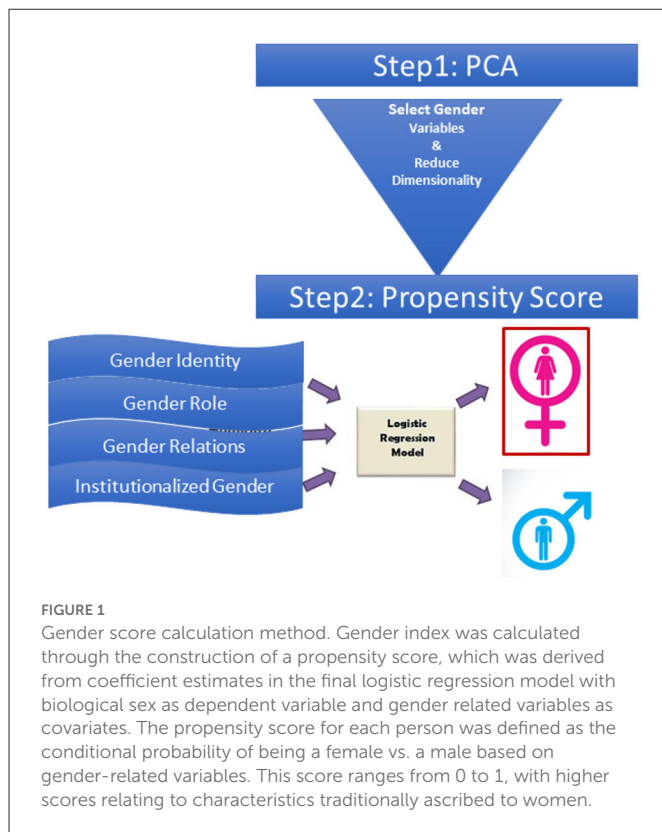 Step1: PCA
Select Gender
Variables
&
Reduce
Dimensionality
Step2: Propensity Score
Gender Identity
Gender Role
Gender Relations
Institutionalized Gender
Logistic
Regression
Model
FIGURE 1
Gender score calculation method. Gender index was calculated
through the construction of a propensity score, which was derived
from coefficient estimates in the final logistic regression model with
biological sex as dependent variable and gender related variables as
covariates. The propensity score for each person was defined as the
conditional probability of being a female vs. a male based on
gender-related variables. This score ranges from 0 to 1, with higher
scores relating to characteristics traditionally ascribed to women.